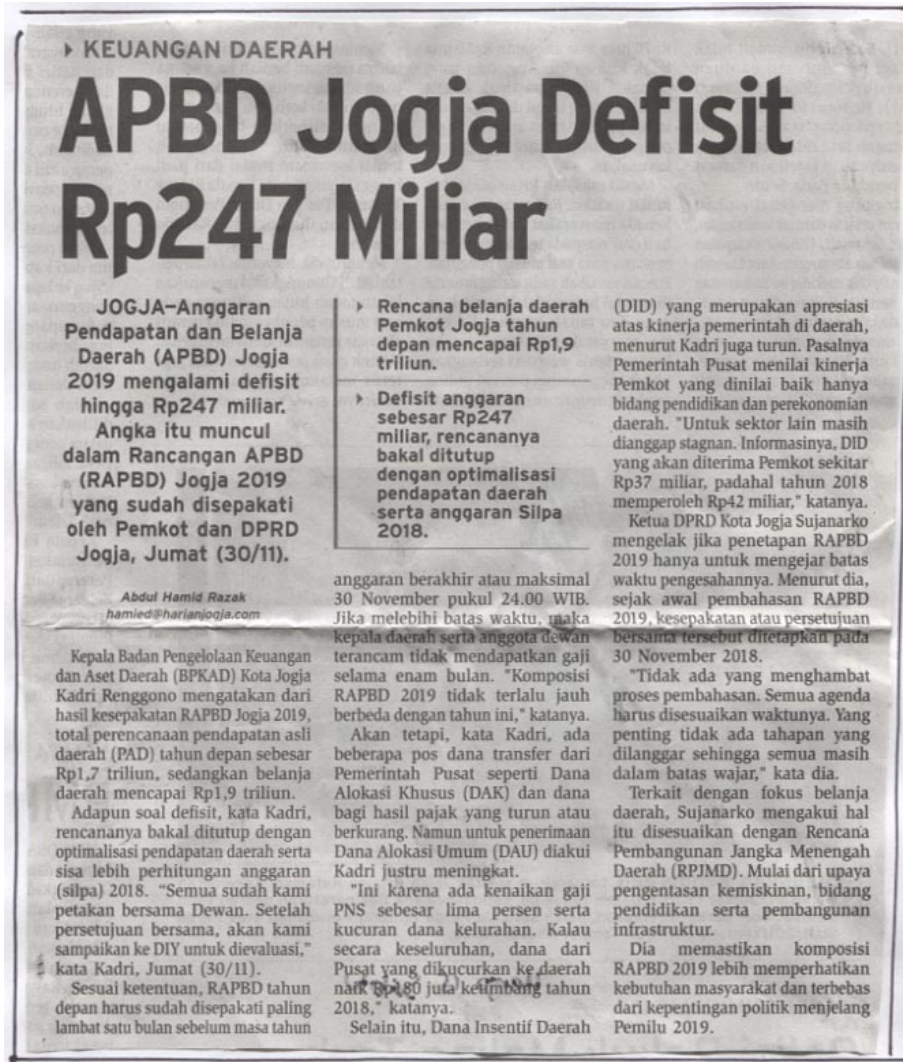 KEUANGAN DAERAH
APBD Jogja Defisit
Rp247 Miliar
JOGJA—Anggaran
Pendapatan dan Belanja
Daerah (APBD) Jogja
2019 mengalami defisit
hingga Rp247 miliar.
Angka itu muncul
dalam Rancangan APBD
(RAPBD) Jogja 2019
yang sudah disepakati
oleh Pemkot dan DPRD
Jogja, Jumat (30/11).
Abdul Hamid Razak
hamied@harianjogja.com
Kepala Badan Pengelolaan Keuangan
dan Aset Daerah (BPKAD) Kota Jogja
Kadri Renggono mengatakan dari
hasil kesepakatan RAPBD Jogja 2019,
total perencanaan pendapatan asli
daerah (PAD) tahun depan sebesar
Rp1,7 triliun, sedangkan belanja
daerah mencapai Rp1,9 triliun.
Adapun soal defisit, kata Kadri,
rencananya bakal ditutup dengan
optimalisasi pendapatan daerah serta
sisa lebih perhitungan anggaran
(silpa) 2018. "Semua sudah kami
petakan bersama Dewan. Setelah
persetujuan bersama, akan kami
sampaikan ke DIY untuk dievaluasi,"
kata Kadri, Jumat (30/11).
Sesuai ketentuan, RAPBD tahun
depan harus sudah disepakati paling
lambat satu bulan sebelum masa tahun
Rencana belanja daerah
Pemkot Jogja tahun
depan mencapai Rp1,9
triliun.
Defisit anggaran
sebesar Rp247
miliar, rencananya
bakal ditutup
dengan optimalisasi
pendapatan daerah
serta anggaran Silpa
2018.
anggaran berakhir atau maksimal
30 November pukul 24.00 WIB.
Jika melebihi batas waktu, maka
kepala daerah serta anggota dewan
terancam tidak mendapatkan gaji
selama enam bulan. "Komposisi
RAPBD 2019 tidak terlalu jauh
berbeda dengan tahun ini," katanya.
Akan tetapi, kata Kadri, ada
beberapa pos dana transfer dari
Pemerintah Pusat seperti Dana
Alokasi Khusus (DAK) dan dana
bagi hasil pajak yang turun atau
berkurang. Namun untuk penerimaan
Dana Alokasi Umum (DAU) diakui
Kadri justru meningkat.
"Ini karena ada kenaikan gaji
PNS sebesar lima persen serta
kucuran dana kelurahan. Kalau
secara keseluruhan, dana dari
Pusat yang dikucurkan ke daerah
naik Rp280 juta ketimbang tahun
2018," katanya.
Selain itu, Dana Insentif Daerah
(DID) yang merupakan apresiasi
atas kinerja pemerintah di daerah,
menurut Kadri juga turun. Pasalnya
Pemerintah Pusat menilai kinerja
Pemkot yang dinilai baik hanya
bidang pendidikan dan perekonomian
daerah. "Untuk sektor lain masih
dianggap stagnan. Informasinya, DID
yang akan diterima Pemkot sekitar
Rp37 miliar, padahal tahun 2018
memperoleh Rp42 miliar," katanya.
Ketua DPRD Kota Jogja Sujanarko
mengelak jika penetapan RAPBD
2019 hanya untuk mengejar batas
waktu pengesahannya. Menurut dia,
sejak awal pembahasan RAPBD
2019, kesepakatan atau persetujuan
bersama tersebut ditetapkan pada
30 November 2018.
"Tidak ada yang menghambat
proses pembahasan. Semua agenda
harus disesuaikan waktunya. Yang
penting tidak ada tahapan yang
dilanggar sehingga semua masih
dalam batas wajar," kata dia.
Terkait dengan fokus belanja
daerah, Sujanarko mengakui hal
itu disesuaikan dengan Rencana
Pembangunan Jangka Menengah
Daerah (RPJMD). Mulai dari upaya
pengentasan kemiskinan, bidang
pendidikan serta pembangunan
infrastruktur.
Dia memastikan komposisi
RAPBD 2019 lebih memperhatikan
kebutuhan masyarakat dan terbebas
dari kepentingan politik menjelang
Pemilu 2019.